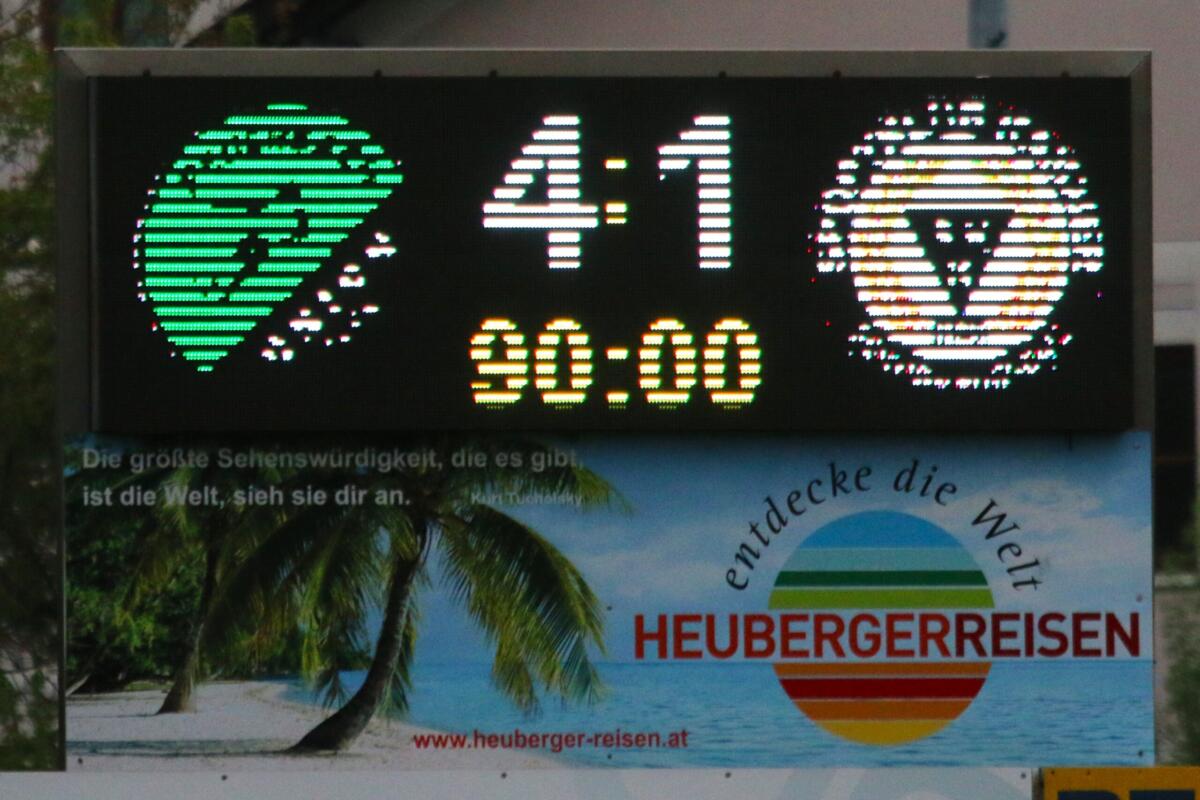 4:1
90:00
Die größte Sehenswürdigkeit, die es gibt
ist die Welt, sieh sie dir an.
Kurt Tucholsky
entdecke die Welt
HEUBERGERREISEN
www.heuberger-reisen.at